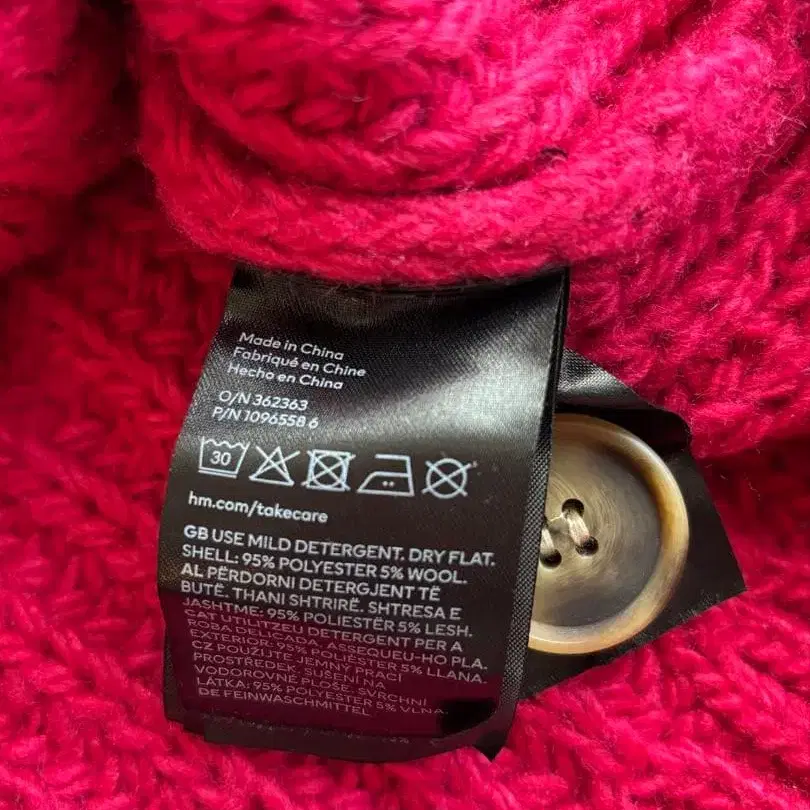 Made in China
Fabriqué en Chine
Hecho en China
O/N 362363
P/N 1096558 6
30
hm.com/takecare
GB USE MILD DETERGENT. DRY FLAT.
SHELL: 95% POLYESTER 5% WOOL.
AL PËRDORNI DETERGJENT TË
BUTË. THANI SHTRIRË. SHTRESA E
JASHTME: 95% POLIESTËR 5% LESH.
CAT UTILITZEU DETERGENT PER A
ROBA DELICADA. ASSEQUEU-HO PLA.
EXTERIOR: 95% POLIÈSTER 5% LLANA.
CZ POUŽIJTE JEMNÝ PRACÍ
PROSTŘEDEK. SUŠENÍ NA
VODOROVNÉ PLOŠE. SVRCHNÍ
LÁTKA: 95% POLYESTER 5% VLNA.
DE FEINWASCHMITTEL